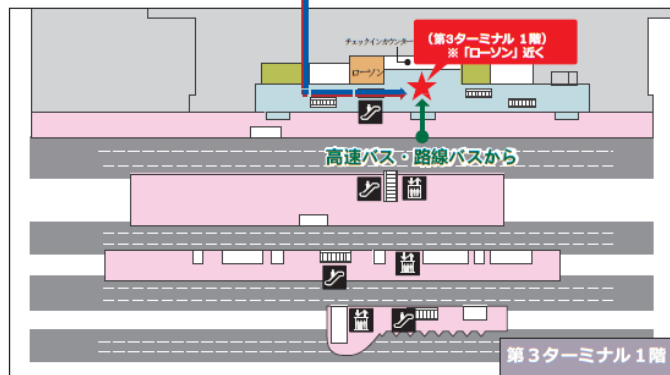 チェックインカウンター
(第3ターミナル 1階)
※「ローソン」近く
ローソン
高速バス・路線バスから
第3ターミナル1階